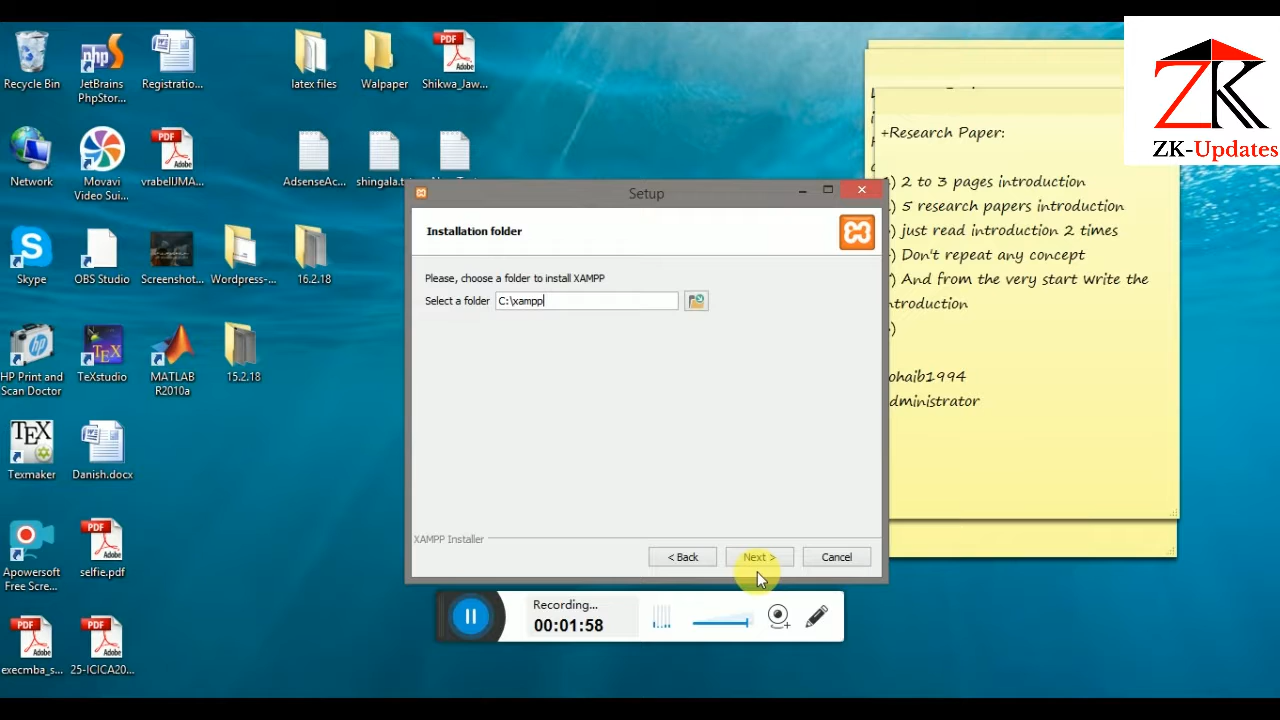 Recycle Bin
JetBrains
PhpStor...
Registratio...
latex files
Walpaper
Shikwa_Jaw...
Network
Movavi
Video Sui...
vrabellJMA...
AdsenseAc...
shingala.t
Skype
OBS Studio
Screenshot...
Wordpress-...
16.2.18
HP Print and
Scan Doctor
TeXstudio
MATLAB
R2010a
15.2.18
Texmaker
Danish.docx
Apowersoft
Free Scre...
selfie.pdf
execmba_s...
25-ICICA20...
Setup
Installation folder
Please, choose a folder to install XAMPP
Select a folder C:\xampp
XAMPP Installer
< Back
Next >
Cancel
Recording...
00:01:58
+Research Paper:
) 2 to 3 pages introduction
) 5 research papers introduction
) just read introduction 2 times
) Don't repeat any concept
) And from the very start write the
ntroduction
)
ohaib1994
dministrator
ZK
ZK-Updates